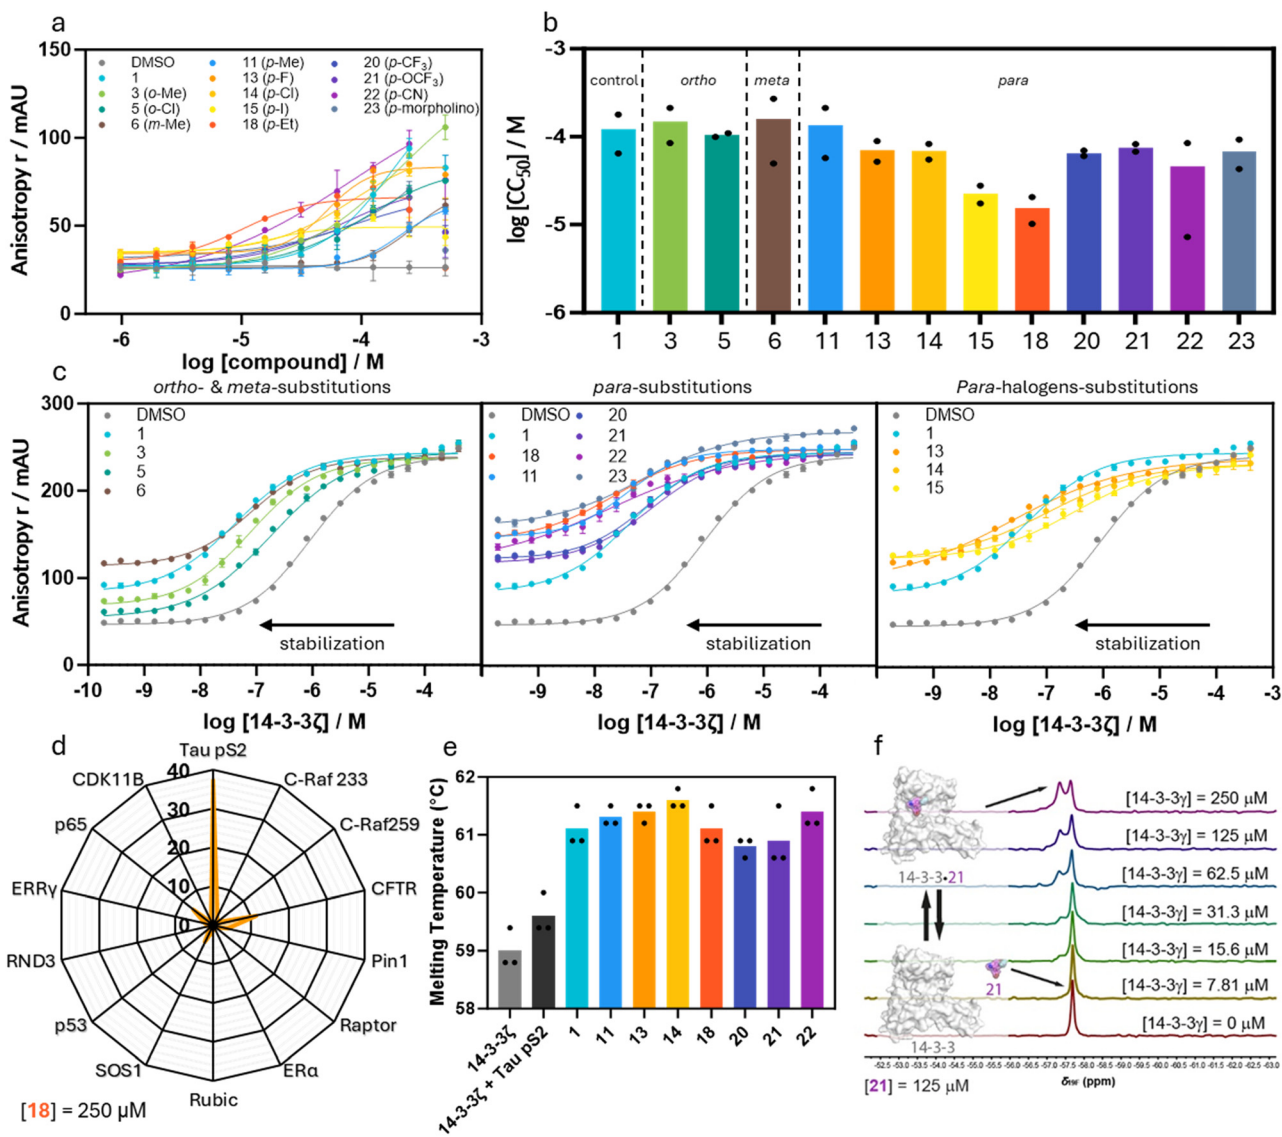 a
Anisotropy r / mAU
150
100
50
0
DMSO
1
3 (o-Me)
5 (o-Cl)
6 (m-Me)
11 (p-Me)
13 (p-F)
14 (p-Cl)
15 (p-I)
18 (p-Et)
20 (p-CF3)
21 (p-OCF3)
22 (p-CN)
23 (p-morpholino)
-6 -5 -4 -3
log [compound] / M
b
log [CC50] / M
-3
-4
-5
-6
control
ortho
meta
para
1 3 5 6 11 13 14 15 18 20 21 22 23
c
ortho- & meta-substitutions
para-substitutions
Para-halogens-substitutions
Anisotropy r / mAU
300
200
100
0
DMSO
1
3
5
6
stabilization
-10 -9 -8 -7 -6 -5 -4
log [14-3-3ζ] / M
DMSO
1
18
11
20
21
22
23
stabilization
-9 -8 -7 -6 -5 -4
log [14-3-3ζ] / M
DMSO
1
13
14
15
stabilization
-9 -8 -7 -6 -5 -4 -3
log [14-3-3ζ] / M
d
Tau pS2
C-Raf 233
C-Raf259
CFTR
Pin1
Raptor
ERα
Rubic
SOS1
p53
RND3
ERRγ
p65
CDK11B
40
30
20
10
0
[18] = 250 µM
e
Melting Temperature (°C)
62
61
60
59
58
14-3-3ζ
14-3-3ζ + Tau pS2
1
11
13
14
18
20
21
22
f
[14-3-3γ] = 250 µM
[14-3-3γ] = 125 µM
[14-3-3γ] = 62.5 µM
[14-3-3γ] = 31.3 µM
[14-3-3γ] = 15.6 µM
[14-3-3γ] = 7.81 µM
[14-3-3γ] = 0 µM
14-3-3•21
21
14-3-3
δ19F (ppm)
[21] = 125 µM